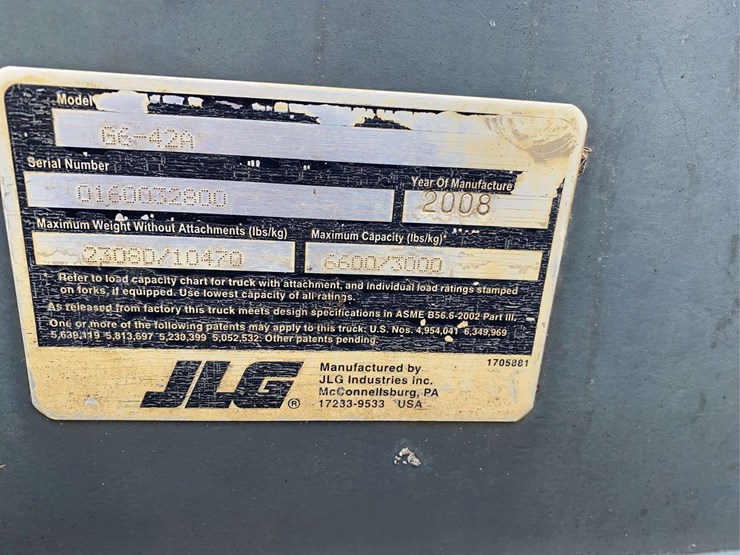 Model
G6-42A
Serial Number
0160032800
Year Of Manufacture
2008
Maximum Weight Without Attachments (lbs/kg)
23080/10470
Maximum Capacity (lbs/kg)*
6600/3000
* Refer to load capacity chart for truck with attachment, and individual load ratings stamped
on forks, if equipped. Use lowest capacity of all ratings.
As released from factory this truck meets design specifications in ASME B56.6-2002 Part III.
One or more of the following patents may apply to this truck: U.S. Nos. 4,954,041 6,349,969
5,639,119 5,813,697 5,230,399 5,052,532. Other patents pending.
JLG®
Manufactured by
JLG Industries inc.
McConnellsburg, PA
17233-9533 USA
1705881